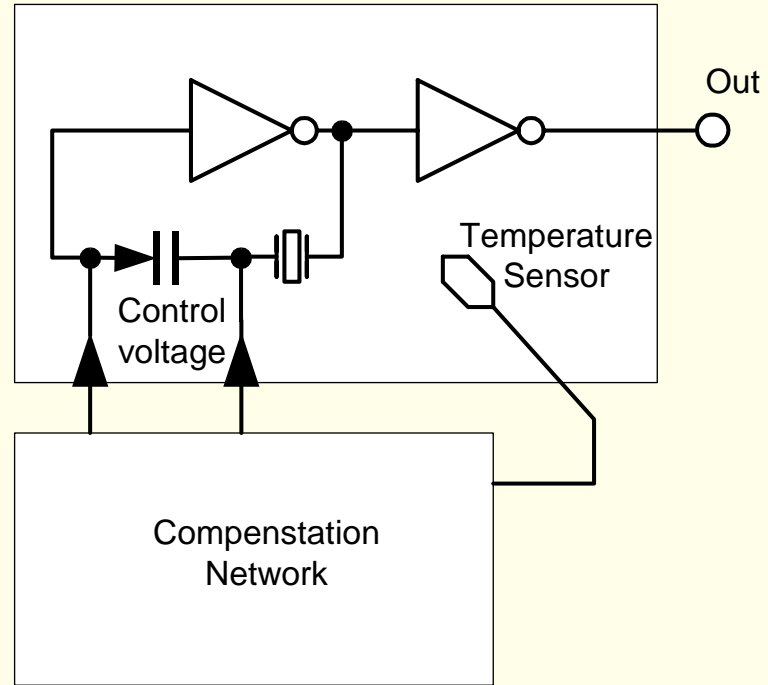 Out
Temperature
Sensor
Control
voltage
Compenstation
Network